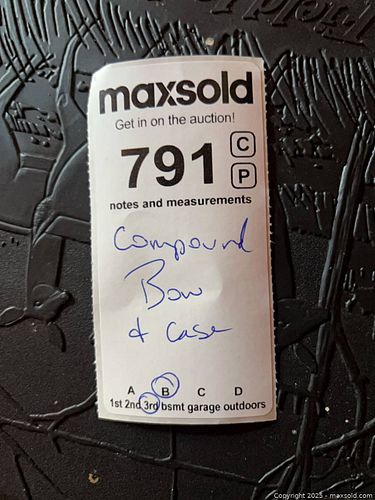 maxsold
Get in on the auction!
791 C
P
notes and measurements
Compound
Bow
& Case
A B C D
1st 2nd 3rd bsmt garage outdoors
Copyright 2025 - maxsold.com